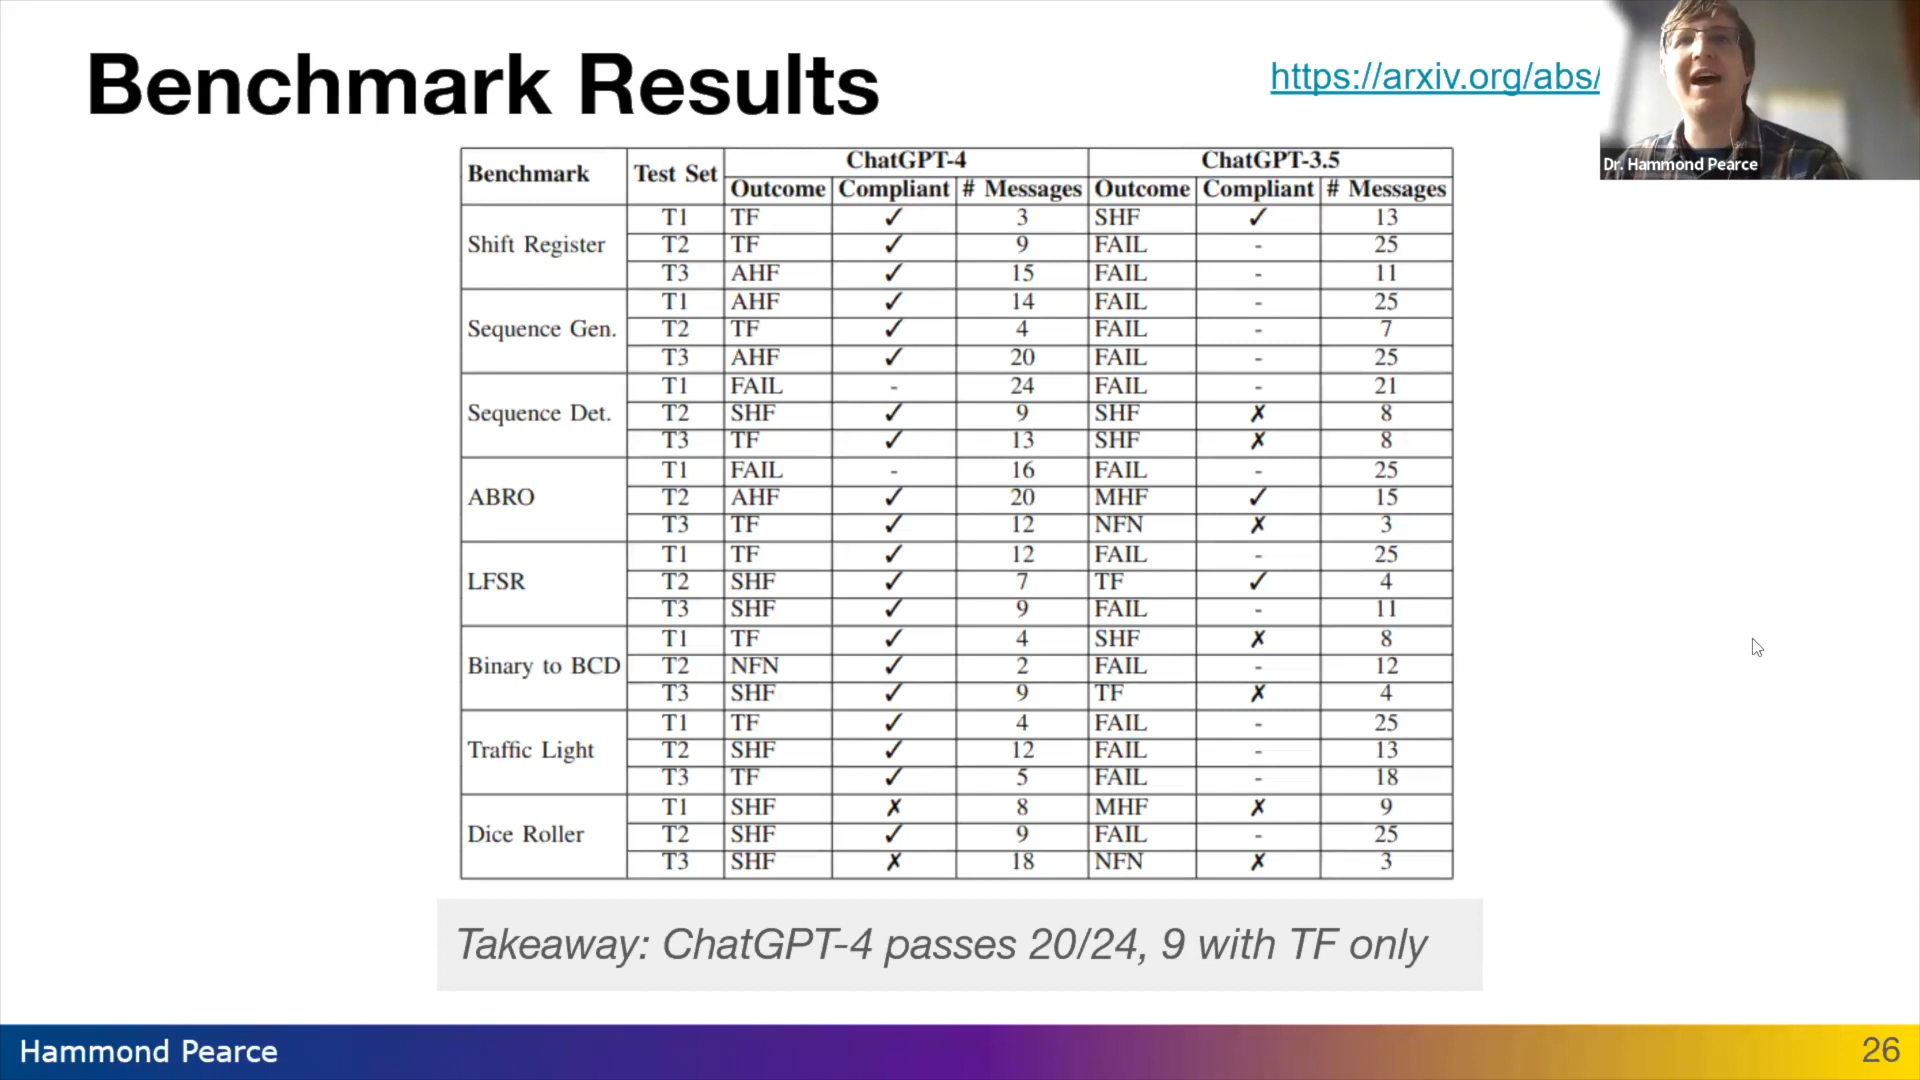 Benchmark Results
https://arxiv.org/abs/
Dr. Hammond Pearce
Benchmark Test Set ChatGPT-4 ChatGPT-3.5
Outcome Compliant # Messages Outcome Compliant # Messages
Shift Register
T1 TF ✓ 3 SHF ✓ 13
T2 TF ✓ 9 FAIL - 25
T3 AHF ✓ 15 FAIL - 11
Sequence Gen.
T1 AHF ✓ 14 FAIL - 25
T2 TF ✓ 4 FAIL - 7
T3 AHF ✓ 20 FAIL - 25
Sequence Det.
T1 FAIL - 24 FAIL - 21
T2 SHF ✓ 9 SHF ✗ 8
T3 TF ✓ 13 SHF ✗ 8
ABRO
T1 FAIL - 16 FAIL - 25
T2 AHF ✓ 20 MHF ✓ 15
T3 TF ✓ 12 NFN ✗ 3
LFSR
T1 TF ✓ 12 FAIL - 25
T2 SHF ✓ 7 TF ✓ 4
T3 SHF ✓ 9 FAIL - 11
Binary to BCD
T1 TF ✓ 4 SHF ✗ 8
T2 NFN ✓ 2 FAIL - 12
T3 SHF ✓ 9 TF ✗ 4
Traffic Light
T1 TF ✓ 4 FAIL - 25
T2 SHF ✓ 12 FAIL - 13
T3 TF ✓ 5 FAIL - 18
Dice Roller
T1 SHF ✗ 8 MHF ✗ 9
T2 SHF ✓ 9 FAIL - 25
T3 SHF ✗ 18 NFN ✗ 3
Takeaway: ChatGPT-4 passes 20/24, 9 with TF only
Hammond Pearce
26